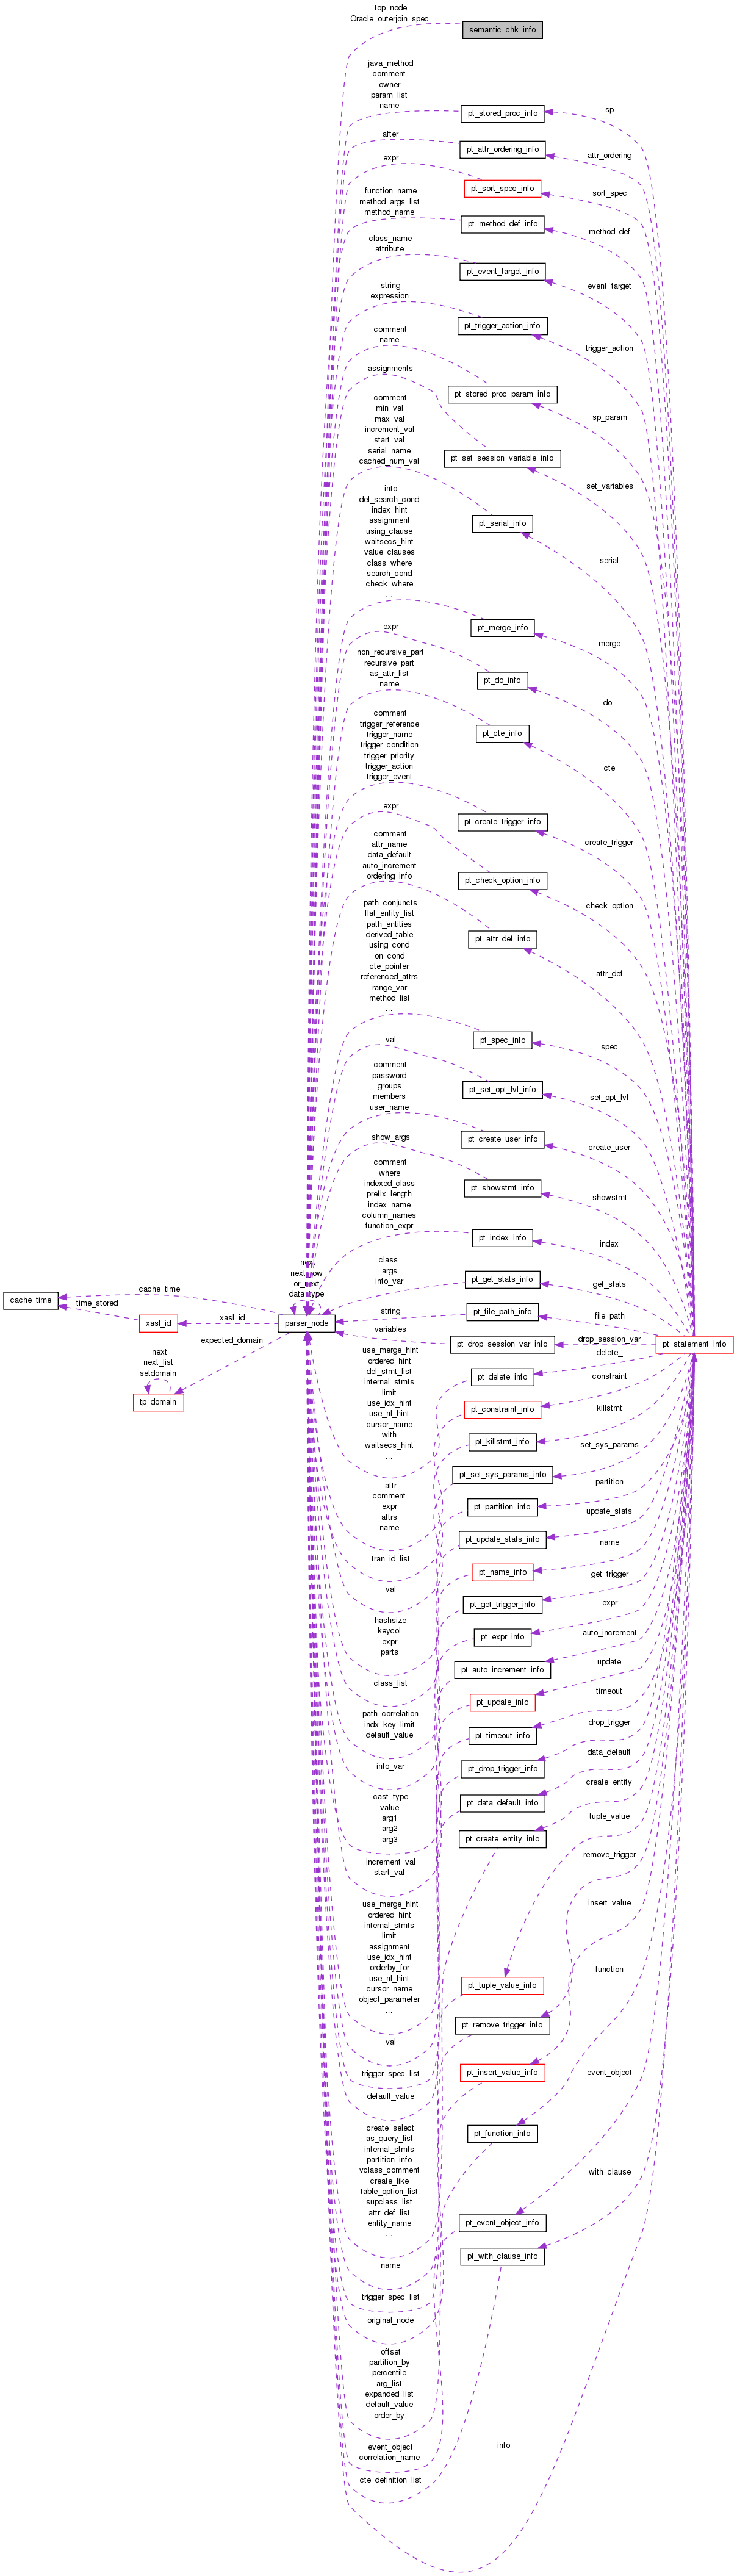 top_node
Oracle_outerjoin_spec
semantic_chk_info
java_method
comment
owner
param_list
name
pt_stored_proc_info
sp
after
pt_attr_ordering_info
attr_ordering
expr
pt_sort_spec_info
sort_spec
function_name
method_args_list
method_name
pt_method_def_info
method_def
class_name
attribute
pt_event_target_info
event_target
string
expression
pt_trigger_action_info
trigger_action
comment
name
pt_stored_proc_param_info
sp_param
assignments
pt_set_session_variable_info
set_variables
comment
min_val
max_val
increment_val
start_val
serial_name
cached_num_val
pt_serial_info
serial
into
del_search_cond
index_hint
assignment
using_clause
waitsecs_hint
value_clauses
class_where
search_cond
check_where
...
pt_merge_info
merge
expr
pt_do_info
do_
non_recursive_part
recursive_part
as_attr_list
name
pt_cte_info
cte
comment
trigger_reference
trigger_name
trigger_condition
trigger_priority
trigger_action
trigger_event
pt_create_trigger_info
create_trigger
expr
pt_check_option_info
check_option
comment
attr_name
data_default
auto_increment
ordering_info
pt_attr_def_info
attr_def
path_conjuncts
flat_entity_list
path_entities
derived_table
using_cond
on_cond
cte_pointer
referenced_attrs
range_var
method_list
...
pt_spec_info
spec
val
pt_set_opt_lvl_info
set_opt_lvl
comment
password
groups
members
user_name
pt_create_user_info
create_user
show_args
pt_showstmt_info
showstmt
comment
where
indexed_class
prefix_length
index_name
column_names
function_expr
pt_index_info
index
next
next_row
or_next
data_type
class_
args
into_var
pt_get_stats_info
get_stats
cache_time
cache_time
time_stored
xasl_id
xasl_id
parser_node
string
pt_file_path_info
file_path
expected_domain
variables
pt_drop_session_var_info
drop_session_var
pt_statement_info
next
next_list
setdomain
tp_domain
use_merge_hint
ordered_hint
del_stmt_list
internal_stmts
limit
use_idx_hint
use_nl_hint
cursor_name
with
waitsecs_hint
...
pt_delete_info
delete_
pt_constraint_info
constraint
pt_killstmt_info
killstmt
pt_set_sys_params_info
set_sys_params
attr
comment
expr
attrs
name
pt_partition_info
partition
tran_id_list
pt_update_stats_info
update_stats
val
pt_name_info
name
pt_get_trigger_info
get_trigger
hashsize
keycol
expr
parts
pt_expr_info
expr
class_list
pt_auto_increment_info
auto_increment
path_correlation
indx_key_limit
default_value
pt_update_info
update
into_var
pt_timeout_info
timeout
pt_drop_trigger_info
drop_trigger
cast_type
value
arg1
arg2
arg3
pt_data_default_info
data_default
pt_create_entity_info
create_entity
increment_val
start_val
tuple_value
remove_trigger
use_merge_hint
ordered_hint
internal_stmts
limit
assignment
use_idx_hint
orderby_for
use_nl_hint
cursor_name
object_parameter
...
insert_value
function
pt_tuple_value_info
pt_remove_trigger_info
val
trigger_spec_list
pt_insert_value_info
event_object
default_value
pt_function_info
create_select
as_query_list
internal_stmts
partition_info
vclass_comment
create_like
table_option_list
supclass_list
attr_def_list
entity_name
...
with_clause
pt_event_object_info
pt_with_clause_info
name
trigger_spec_list
original_node
offset
partition_by
percentile
arg_list
expanded_list
default_value
order_by
info
event_object
correlation_name
cte_definition_list